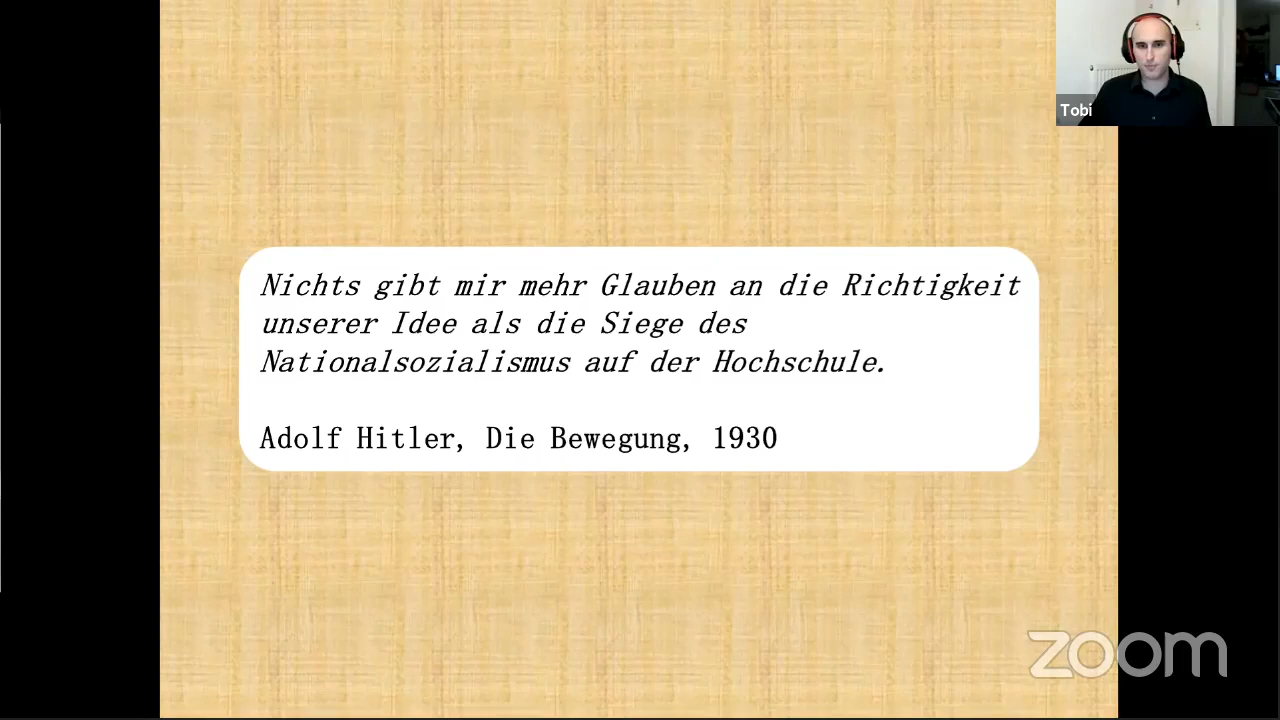 Tobi
Nichts gibt mir mehr Glauben an die Richtigkeit
unserer Idee als die Siege des
Nationalsozialismus auf der Hochschule.
Adolf Hitler, Die Bewegung, 1930
zoom